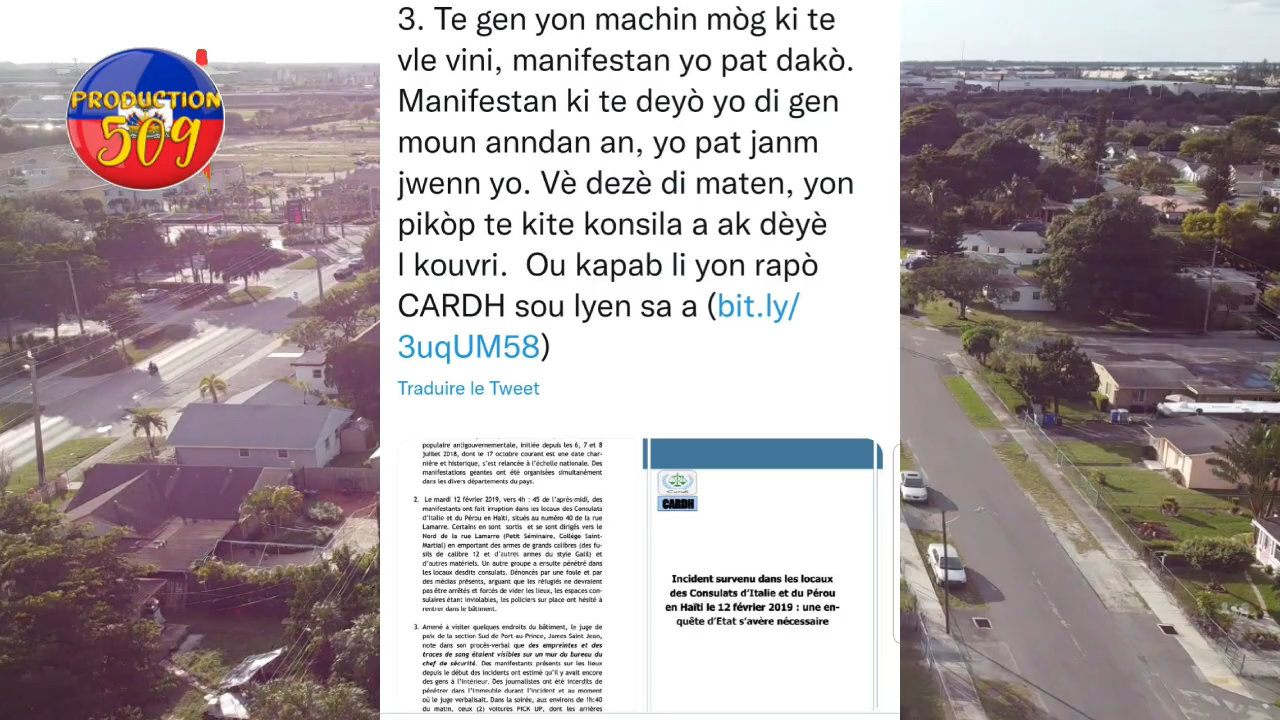 PRODUCTION
509
3. Te gen yon machin mòg ki te
vle vini, manifestan yo pat dakò.
Manifestan ki te deyò yo di gen
moun anndan an, yo pat janm
jwenn yo. Vè dezè di maten, yon
pikòp te kite konsila a ak dèyè
l kouvri.  Ou kapab li yon rapò
CARDH sou lyen sa a (bit.ly/
3uqUM58)
Traduire le Tweet
populaire antigouvernementale, initiée depuis les 6, 7 et 8
juillet 2018, dont le 17 octobre courant est une date char-
nière et historique, s'est relancée à l'échelle nationale. Des
manifestations géantes ont été organisées simultanément
dans les divers départements du pays.
2. Le mardi 12 février 2019, vers 4h : 45 de l'après-midi, des
manifestants ont fait irruption dans les locaux des Consulats
d'Italie et du Pérou en Haïti, situés au numéro 40 de la rue
Lamarre. Certains en sont sortis et se sont dirigés vers le
Nord de la rue Lamarre (Petit Séminaire, Collège Saint-
Martial) en emportant des armes de grands calibres (des fu-
sils de calibre 12 et d'autres armes du style Galil) et
d'autres matériels. Un autre groupe a ensuite pénétré dans
les locaux desdits consulats. Dénoncés par une foule et par
des médias présents, arguant que les réfugiés ne devraient
pas être arrêtés et forcés de vider les lieux, les espaces con-
sulaires étant inviolables, les policiers sur place ont hésité à
rentrer dans le bâtiment.
3. Amené à visiter quelques endroits du bâtiment, le juge de
paix de la section Sud de Port-au-Prince, James Saint Jean,
note dans son procès-verbal que des empreintes et des
traces de sang étaient visibles sur un mur du bureau du
chef de sécurité. Des manifestants présents sur les lieux
depuis le début des incidents ont estimé qu'il y avait encore
des gens à l'intérieur. Des journalistes ont été interdits de
pénétrer dans l'immeuble durant l'incident et au moment
où le juge verbalisait. Dans la soirée, aux environs de 1h:40
du matin, ceux (2) voitures PICK UP, dont les arrières
CARDH
Incident survenu dans les locaux
des Consulats d'Italie et du Pérou
en Haïti le 12 février 2019 : une en-
quête d'Etat s'avère nécessaire